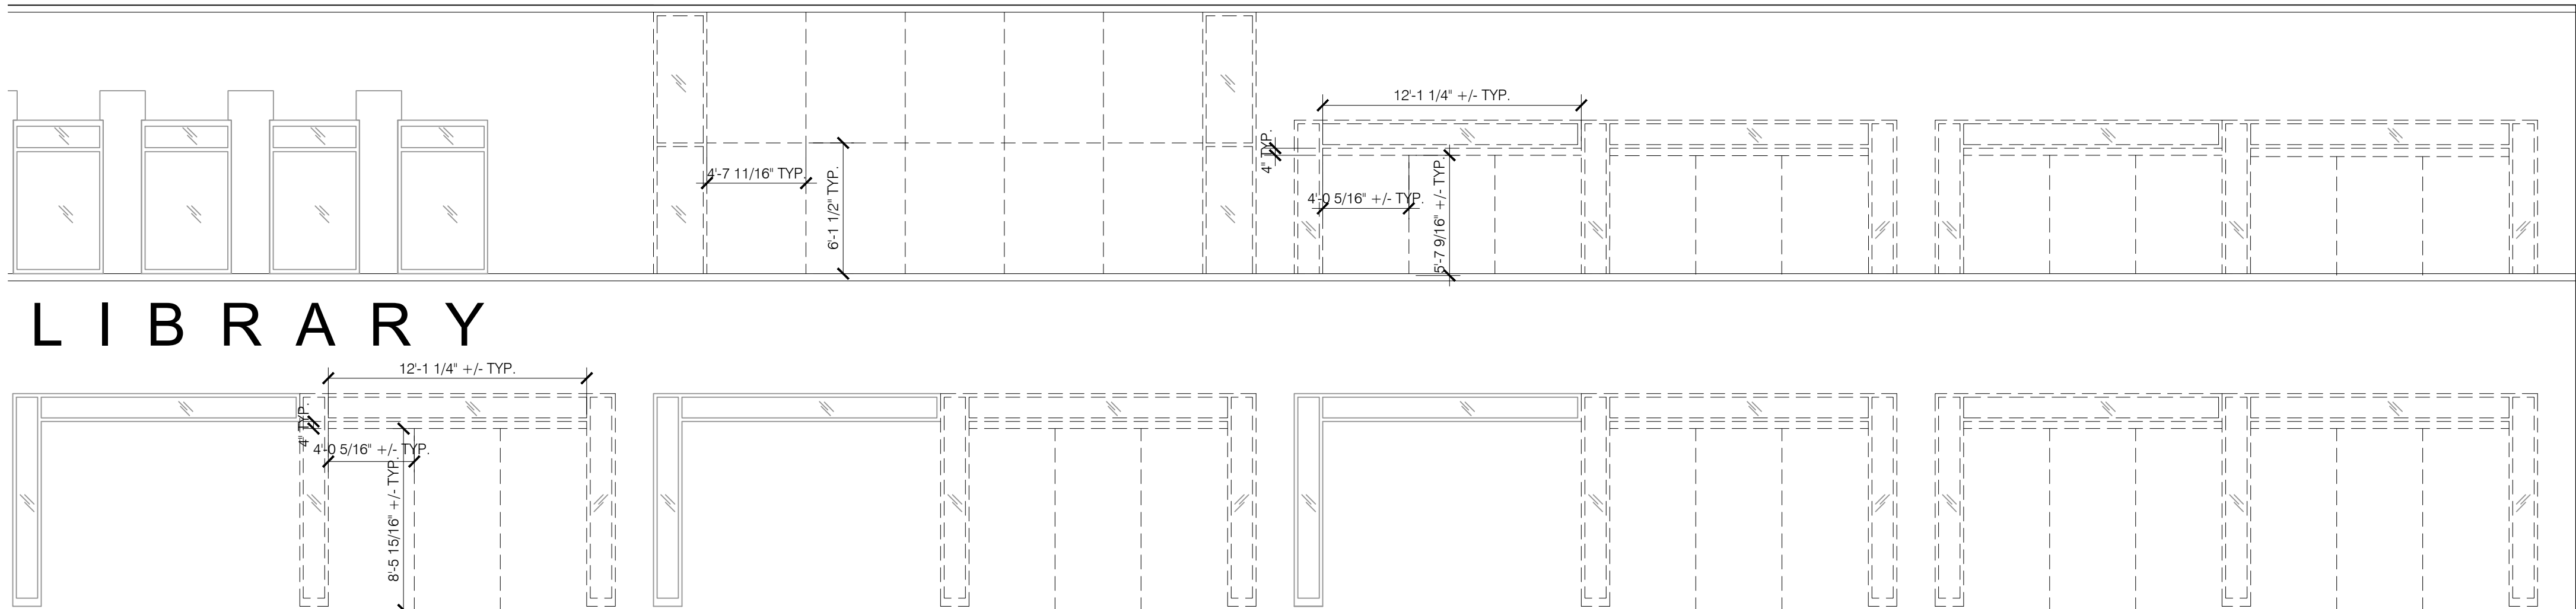 12'-1 1/4" +/- TYP.
4" TYP.
4'-7 11/16" TYP.
6'-1 1/2" TYP.
4'-0 5/16" +/- TYP.
5'-7 9/16" +/- TYP.
LIBRARY
12'-1 1/4" +/- TYP.
4" TYP.
4'-0 5/16" +/- TYP.
8'-5 15/16" +/- TYP.